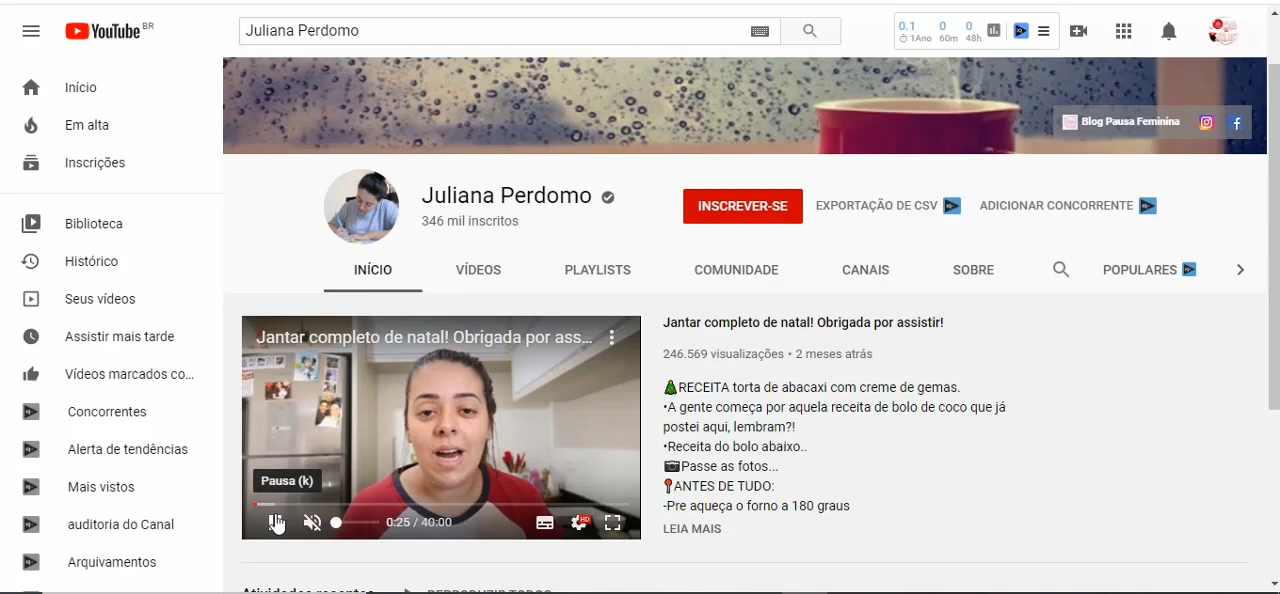 YouTube BR
Juliana Perdomo
0.1 0 0
1Ano 60m 48h
Início
Em alta
Inscrições
Biblioteca
Histórico
Seus vídeos
Assistir mais tarde
Vídeos marcados co...
Concorrentes
Alerta de tendências
Mais vistos
auditoria do Canal
Arquivamentos
Blog Pausa Feminina
Juliana Perdomo
346 mil inscritos
INSCREVER-SE
EXPORTAÇÃO DE CSV
ADICIONAR CONCORRENTE
INÍCIO VÍDEOS PLAYLISTS COMUNIDADE CANAIS SOBRE POPULARES
Jantar completo de natal! Obrigada por ass...
Pausa (k)
0:25 / 40:00
HD
Jantar completo de natal! Obrigada por assistir!
246.569 visualizações • 2 meses atrás
🎄RECEITA torta de abacaxi com creme de gemas.
•A gente começa por aquela receita de bolo de coco que já
postei aqui, lembram?!
•Receita do bolo abaixo..
📷Passe as fotos...
📍ANTES DE TUDO:
-Pre aqueça o forno a 180 graus
LEIA MAIS
Atividades recentes REPRODUZIR TODOS